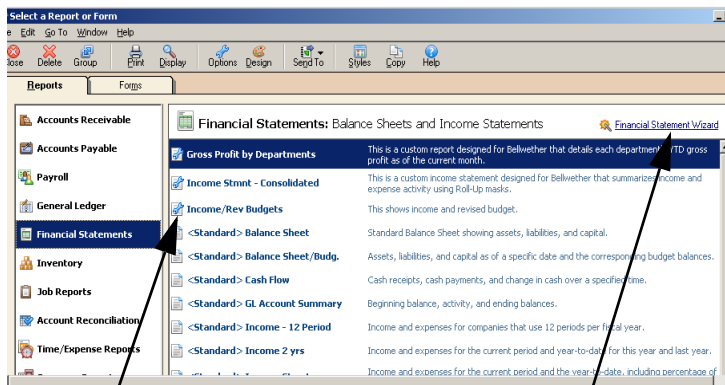 Select a Report or Form
e Edit Go To Window Help
Close Delete Group Print Display Options Design Send To Styles Copy Help
Reports Forms
Accounts Receivable
Accounts Payable
Payroll
General Ledger
Financial Statements
Inventory
Job Reports
Account Reconciliation
Time/Expense Reports
Financial Statements: Balance Sheets and Income Statements
Financial Statement Wizard
Gross Profit by Departments
This is a custom report designed for Bellwether that details each department YTD gross
profit as of the current month.
Income Stmnt - Consolidated
This is a custom income statement designed for Bellwether that summarizes income and
expense activity using Roll-Up masks.
Income/Rev Budgets
This shows income and revised budget.
<Standard> Balance Sheet
Standard Balance Sheet showing assets, liabilities, and capital.
<Standard> Balance Sheet/Budg.
Assets, liabilities, and capital as of a specific date and the corresponding budget balances.
<Standard> Cash Flow
Cash receipts, cash payments, and change in cash over a specified time.
<Standard> GL Account Summary
Beginning balance, activity, and ending balances.
<Standard> Income - 12 Period
Income and expenses for companies that use 12 periods per fiscal year.
<Standard> Income 2 yrs
Income and expenses for the current period and year-to-date for this year and last year.
Income and expenses for the current period and the year-to-date, including percentage of